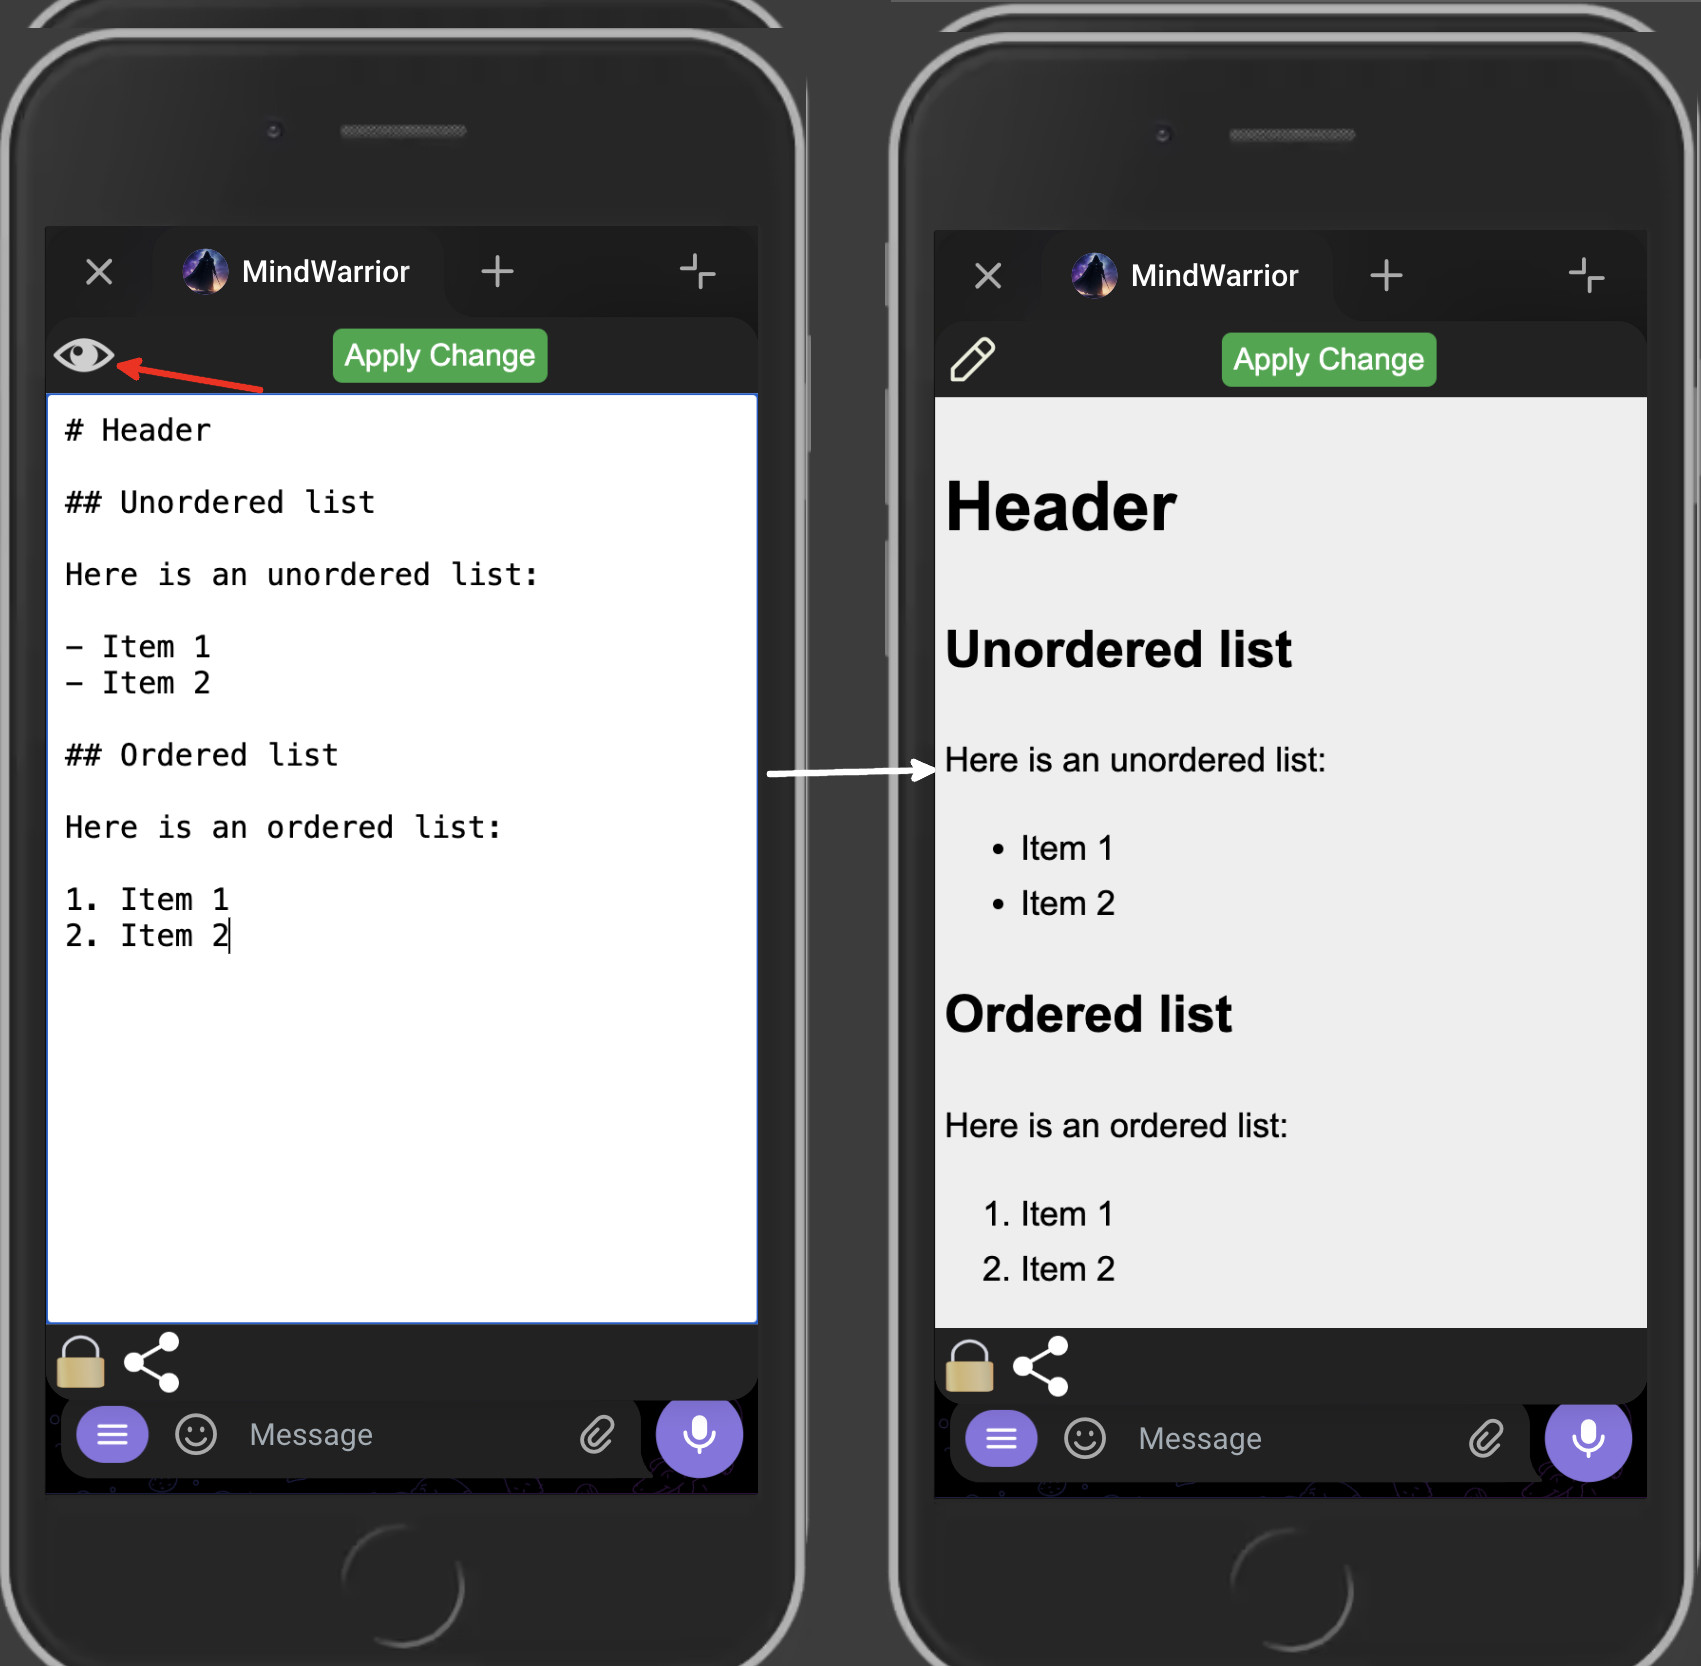 MindWarrior
Apply Change
# Header
## Unordered list
Here is an unordered list:
- Item 1
- Item 2
## Ordered list
Here is an ordered list:
1. Item 1
2. Item 2
Message
MindWarrior
Apply Change
Header
Unordered list
Here is an unordered list:
• Item 1
• Item 2
Ordered list
Here is an ordered list:
1. Item 1
2. Item 2
Message